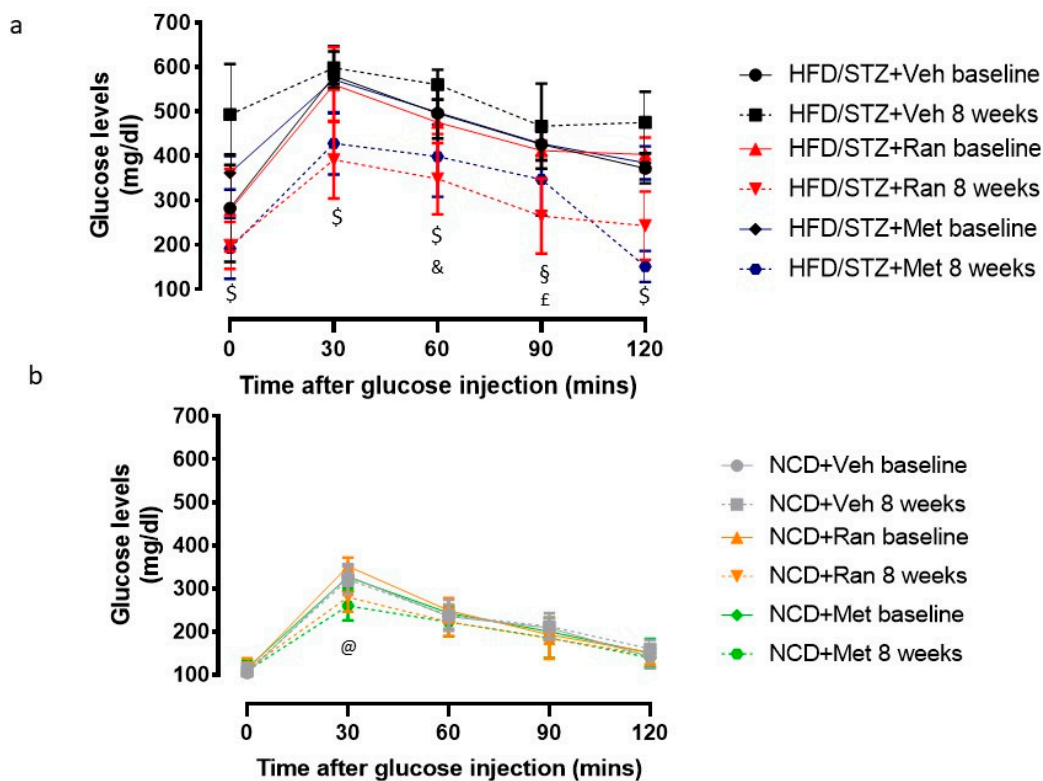 a
Glucose levels
(mg/dl)
700
600
500
400
300
200
100
$
$
$
&
§
£
$
0 30 60 90 120
Time after glucose injection (mins)
HFD/STZ+Veh baseline
HFD/STZ+Veh 8 weeks
HFD/STZ+Ran baseline
HFD/STZ+Ran 8 weeks
HFD/STZ+Met baseline
HFD/STZ+Met 8 weeks
b
Glucose levels
(mg/dl)
700
600
500
400
300
200
100
@
0 30 60 90 120
Time after glucose injection (mins)
NCD+Veh baseline
NCD+Veh 8 weeks
NCD+Ran baseline
NCD+Ran 8 weeks
NCD+Met baseline
NCD+Met 8 weeks